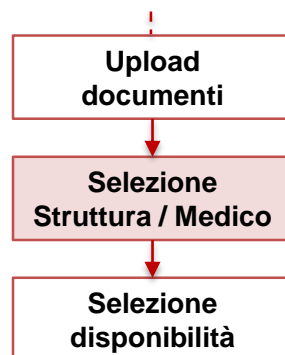 Upload
documenti
Selezione
Struttura / Medico
Selezione
disponibilità